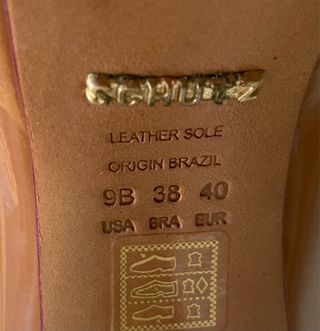 SCHUTZ
LEATHER SOLE
ORIGIN BRAZIL
9B 38 40
USA BRA EUR